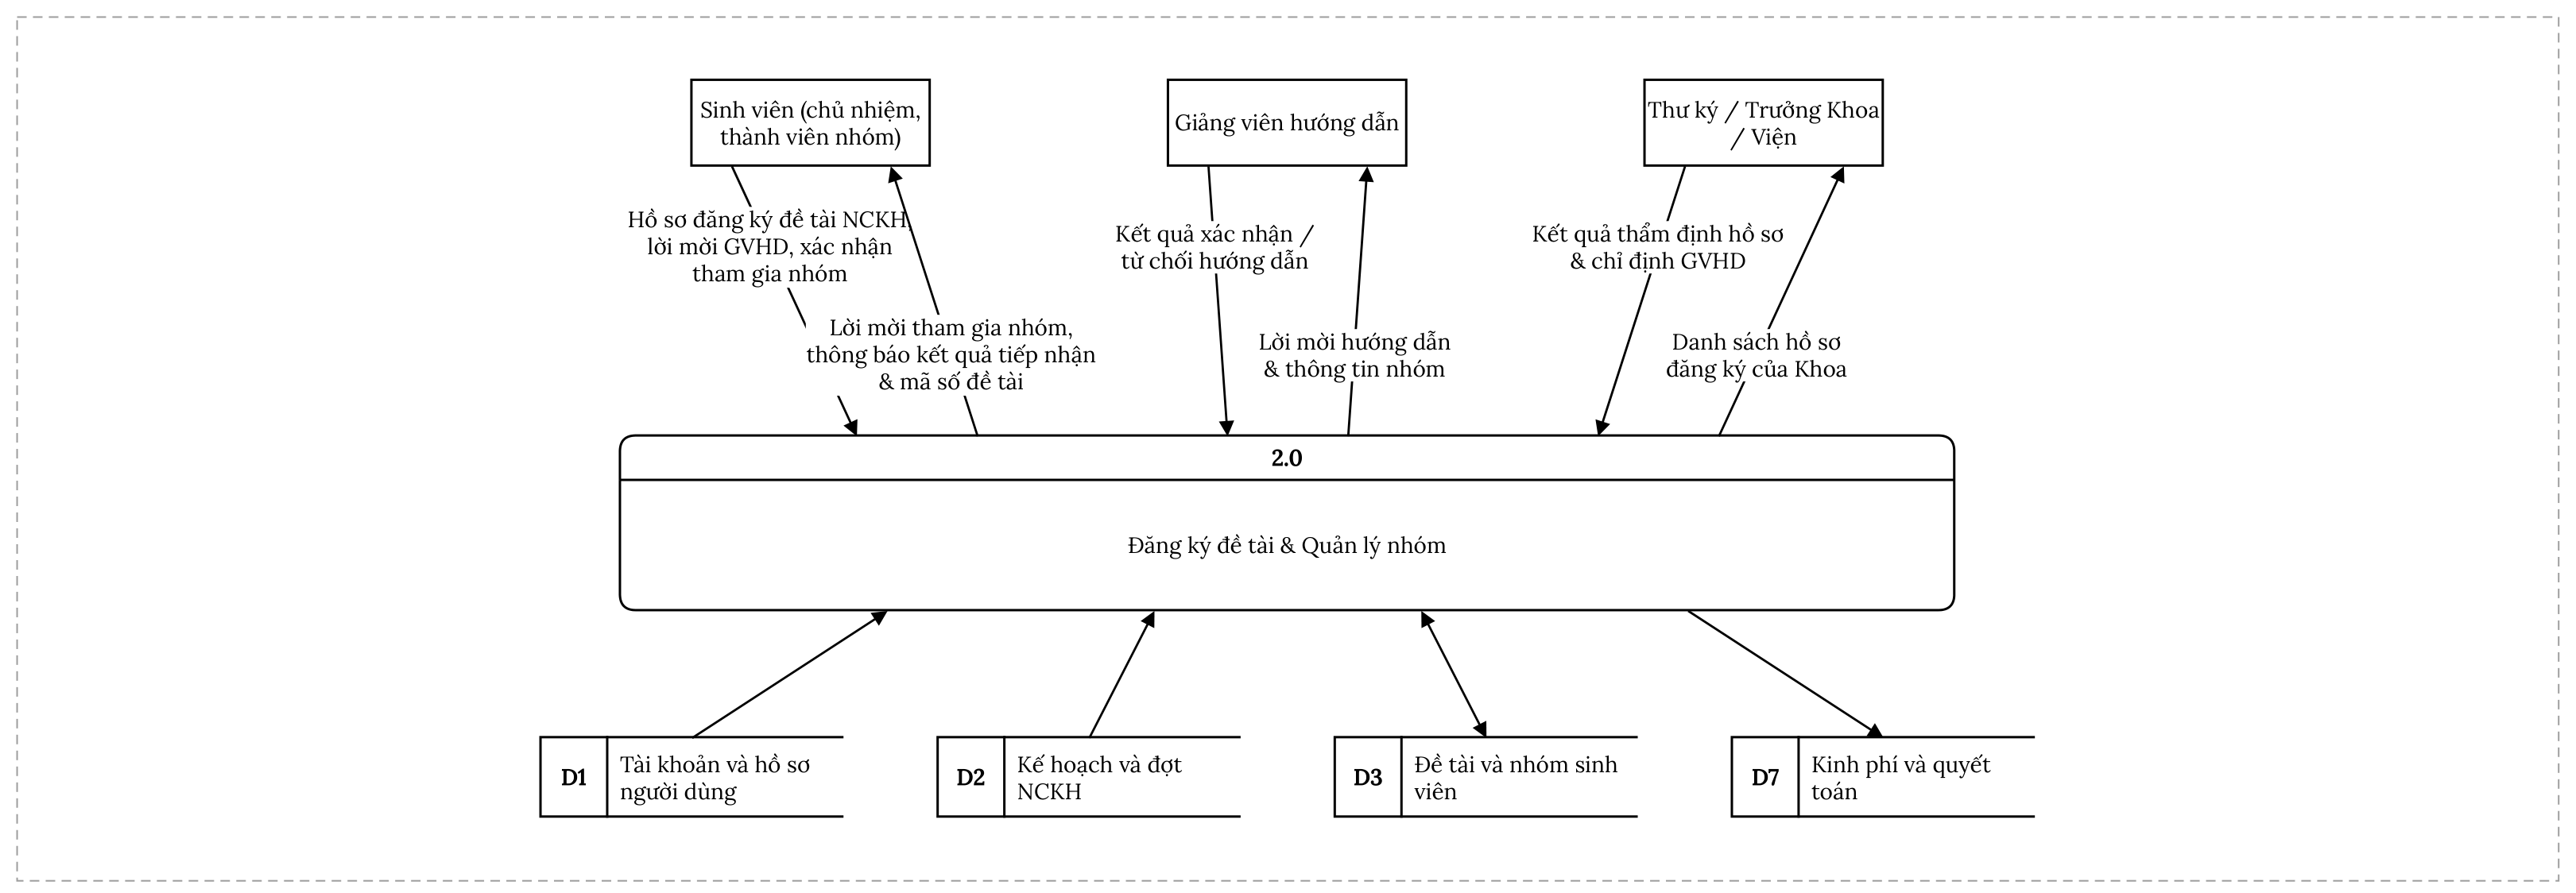 Sinh viên (chủ nhiệm,
thành viên nhóm)
Giảng viên hướng dẫn
Thư ký / Trưởng Khoa
/ Viện
Hồ sơ đăng ký đề tài NCKH,
lời mời GVHD, xác nhận
tham gia nhóm
Lời mời tham gia nhóm,
thông báo kết quả tiếp nhận
& mã số đề tài
Kết quả xác nhận /
từ chối hướng dẫn
Lời mời hướng dẫn
& thông tin nhóm
Kết quả thẩm định hồ sơ
& chỉ định GVHD
Danh sách hồ sơ
đăng ký của Khoa
2.0
Đăng ký đề tài & Quản lý nhóm
D1
Tài khoản và hồ sơ
người dùng
D2
Kế hoạch và đợt
NCKH
D3
Đề tài và nhóm sinh
viên
D7
Kinh phí và quyết
toán